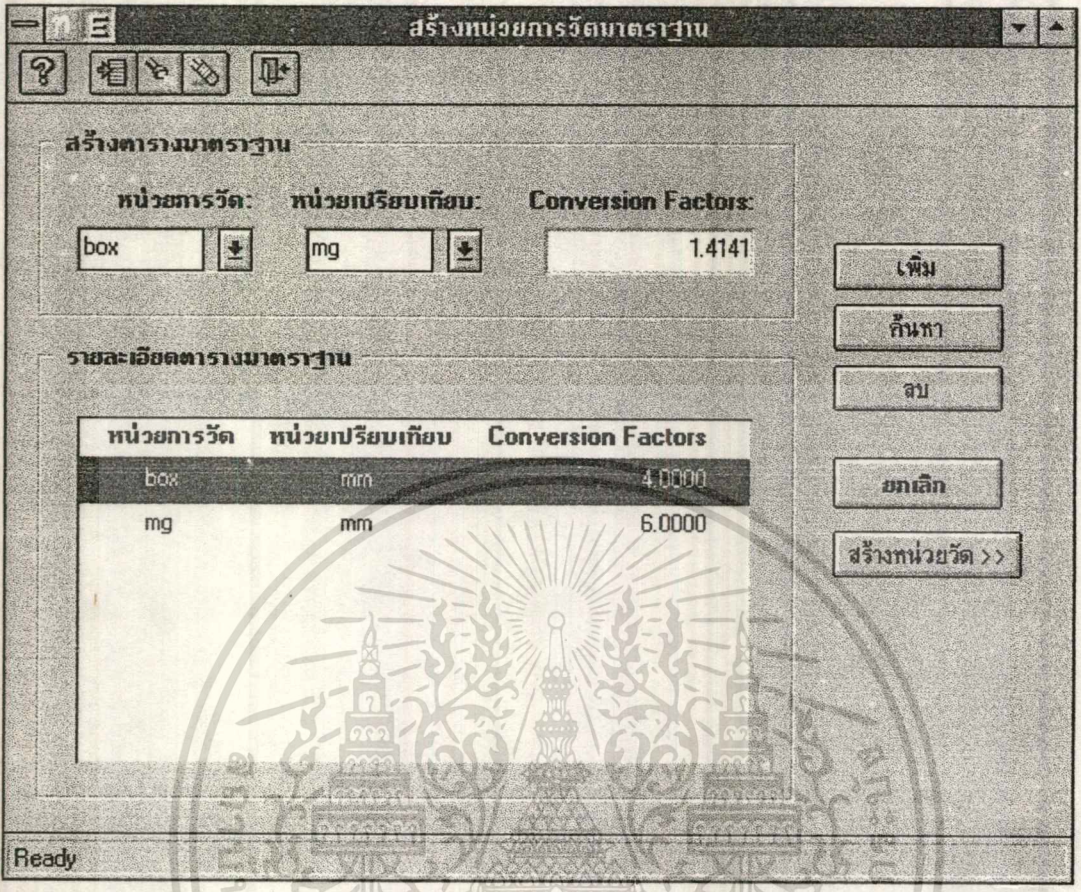 สร้างหน่วยการวัดมาตราฐาน
สร้างตารางมาตราฐาน
หน่วยการวัด: หน่วยเปรียบเทียบ: Conversion Factors:
box mg 1.4141
เพิ่ม
ค้นหา
ลบ
ยกเลิก
สร้างหน่วยวัด >>
รายละเอียดตารางมาตราฐาน
หน่วยการวัด หน่วยเปรียบเทียบ Conversion Factors
box mm 4.0000
mg mm 6.0000
Ready